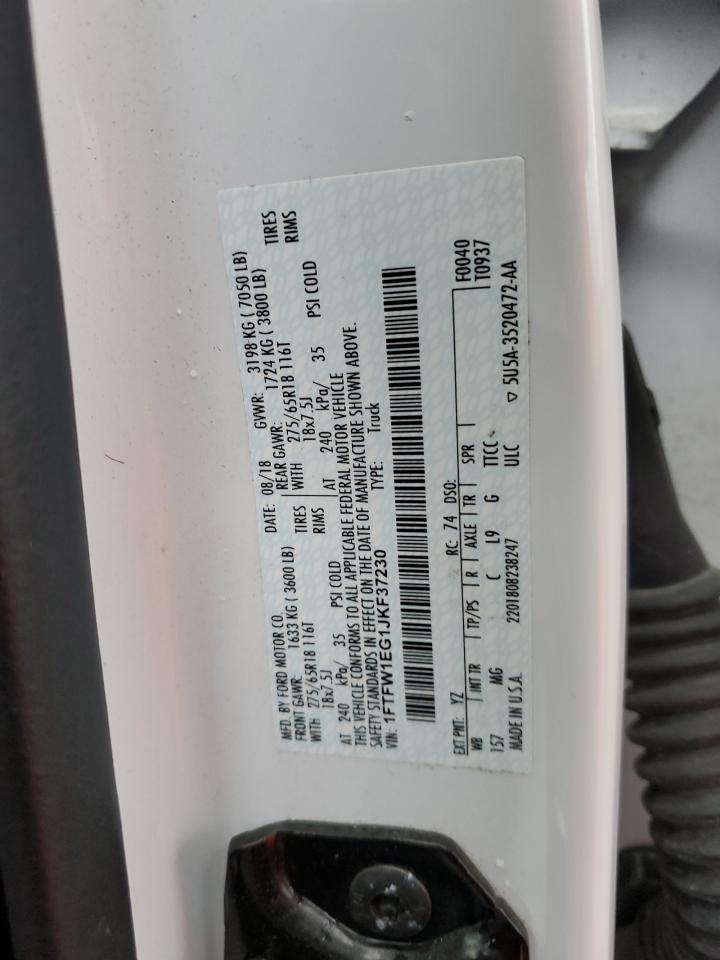 MFD. BY FORD MOTOR CO. DATE: 08/18 GVWR: 3198 KG ( 7050 LB)
FRONT GAWR: 1633 KG ( 3600 LB) REAR GAWR: 1724 KG ( 3800 LB)
WITH 275/65R18 116T TIRES WITH 275/65R18 116T TIRES
18x7.5J RIMS 18x7.5J RIMS
AT 240 kPa/ 35 PSI COLD AT 240 kPa/ 35 PSI COLD
THIS VEHICLE CONFORMS TO ALL APPLICABLE FEDERAL MOTOR VEHICLE
SAFETY STANDARDS IN EFFECT ON THE DATE OF MANUFACTURE SHOWN ABOVE.
VIN: 1FTFW1EG1JKF37230 TYPE: Truck
EXT PNT: YZ RC: 74 DSO: F0040
WB INT TR TP/PS R AXLE TR SPR T0937
157 MG C L9 G TTCC
MADE IN U.S.A. 2201808238247 ULC ▽ 5U5A-3520472-AA